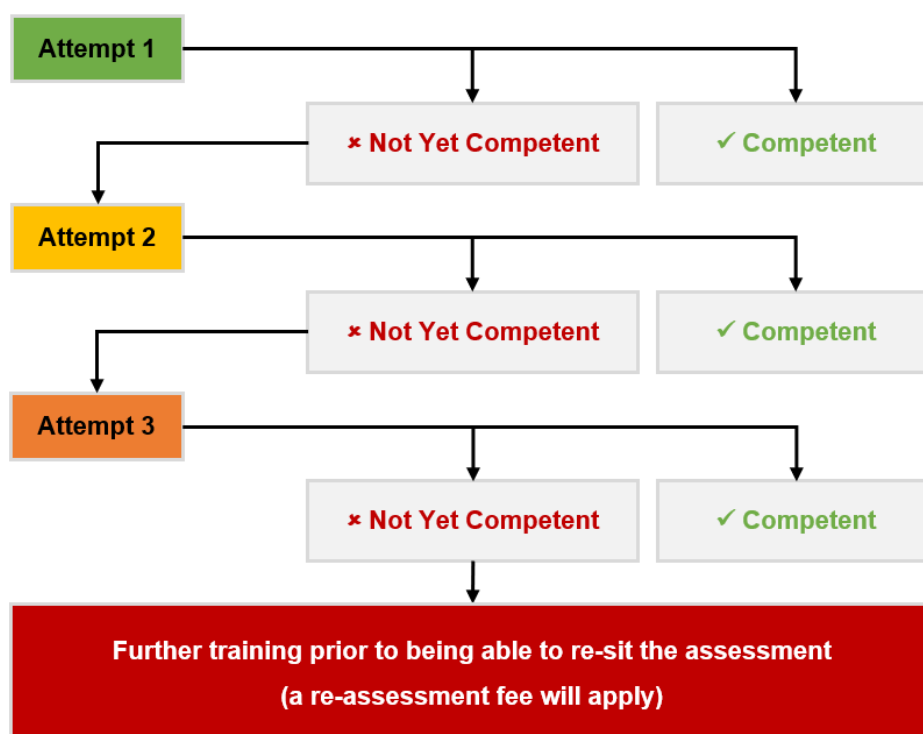 Attempt 1
✘ Not Yet Competent
✓ Competent
Attempt 2
✘ Not Yet Competent
✓ Competent
Attempt 3
✘ Not Yet Competent
✓ Competent
Further training prior to being able to re-sit the assessment
(a re-assessment fee will apply)